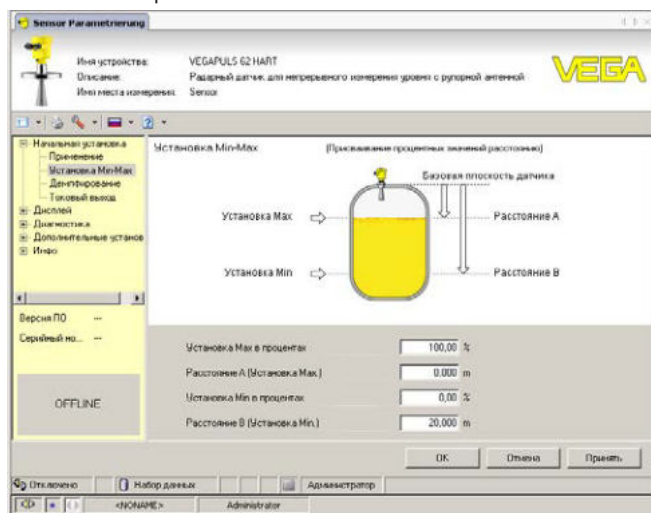 Sensor Parametrierung
Имя устройства: VEGAPULS 62 HART
Описание: Радарный датчик для непрерывного измерения уровня с рупорной антенной
Имя места измерения: Sensor
VEGA
Начальная установка
Применение
Установка Min-Max
Демпфирование
Токовый выход
Дисплей
Диагностика
Дополнительные установ
Инфо
Версия ПО ---
Серийный но... ---
OFFLINE
Установка Min-Max (Присваивание процентных значений расстоянию)
Базовая плоскость датчика
Установка Max
Расстояние A
Установка Min
Расстояние B
Установка Max в процентах 100,00 %
Расстояние A (Установка Max.) 0,000 m
Установка Min в процентах 0,00 %
Расстояние B (Установка Min.) 20,000 m
OK Отмена Принять
Отключено Набор данных Администратор
<NONAME> Administrator